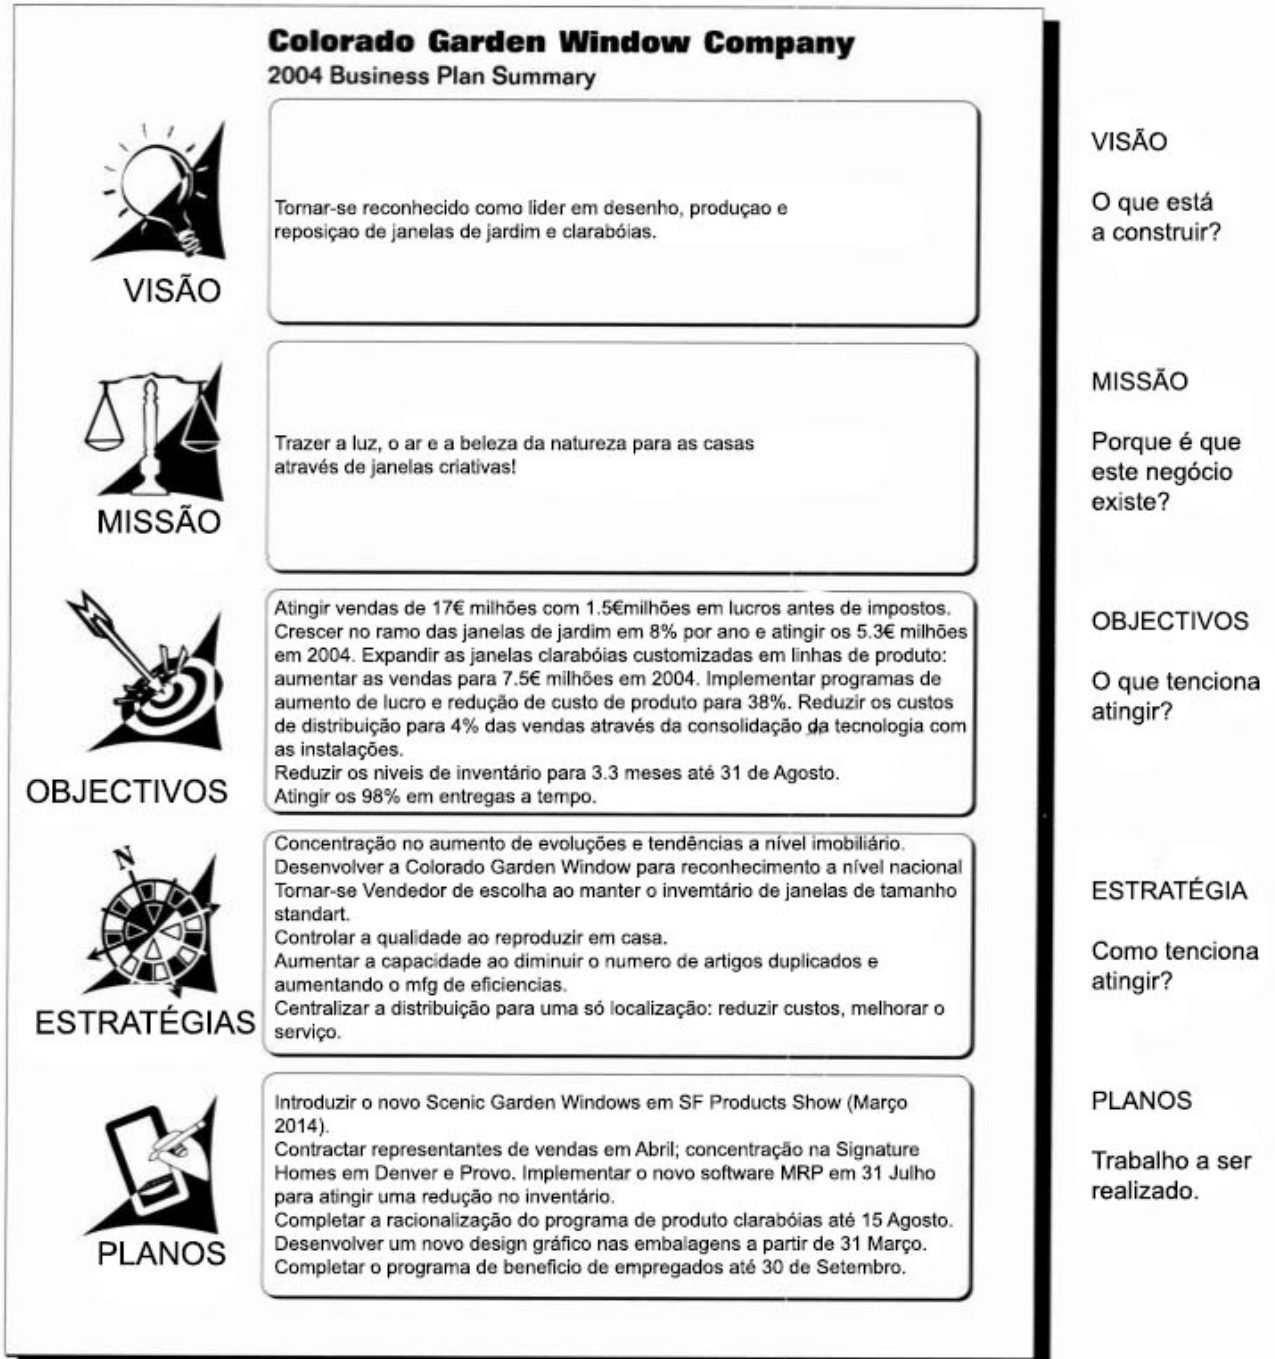 Colorado Garden Window Company
2004 Business Plan Summary
Tornar-se reconhecido como lider em desenho, produçao e
reposiçao de janelas de jardim e clarabóias.
VISÃO
VISÃO
O que está
a construir?
Trazer a luz, o ar e a beleza da natureza para as casas
através de janelas criativas!
MISSÃO
MISSÃO
Porque é que
este negócio
existe?
Atingir vendas de 17€ milhões com 1.5€milhões em lucros antes de impostos.
Crescer no ramo das janelas de jardim em 8% por ano e atingir os 5.3€ milhões
em 2004. Expandir as janelas clarabóias customizadas em linhas de produto:
aumentar as vendas para 7.5€ milhões em 2004. Implementar programas de
aumento de lucro e redução de custo de produto para 38%. Reduzir os custos
de distribuição para 4% das vendas através da consolidação da tecnologia com
as instalações.
Reduzir os niveis de inventário para 3.3 meses até 31 de Agosto.
Atingir os 98% em entregas a tempo.
OBJECTIVOS
OBJECTIVOS
O que tenciona
atingir?
N
Concentração no aumento de evoluções e tendências a nível imobiliário.
Desenvolver a Colorado Garden Window para reconhecimento a nível nacional
Tornar-se Vendedor de escolha ao manter o invemtário de janelas de tamanho
standart.
Controlar a qualidade ao reproduzir em casa.
Aumentar a capacidade ao diminuir o numero de artigos duplicados e
aumentando o mfg de eficiencias.
Centralizar a distribuição para uma só localização: reduzir custos, melhorar o
serviço.
ESTRATÉGIAS
ESTRATÉGIA
Como tenciona
atingir?
Introduzir o novo Scenic Garden Windows em SF Products Show (Março
2014).
Contractar representantes de vendas em Abril; concentração na Signature
Homes em Denver e Provo. Implementar o novo software MRP em 31 Julho
para atingir uma redução no inventário.
Completar a racionalização do programa de produto clarabóias até 15 Agosto.
Desenvolver um novo design gráfico nas embalagens a partir de 31 Março.
Completar o programa de beneficio de empregados até 30 de Setembro.
PLANOS
PLANOS
Trabalho a ser
realizado.